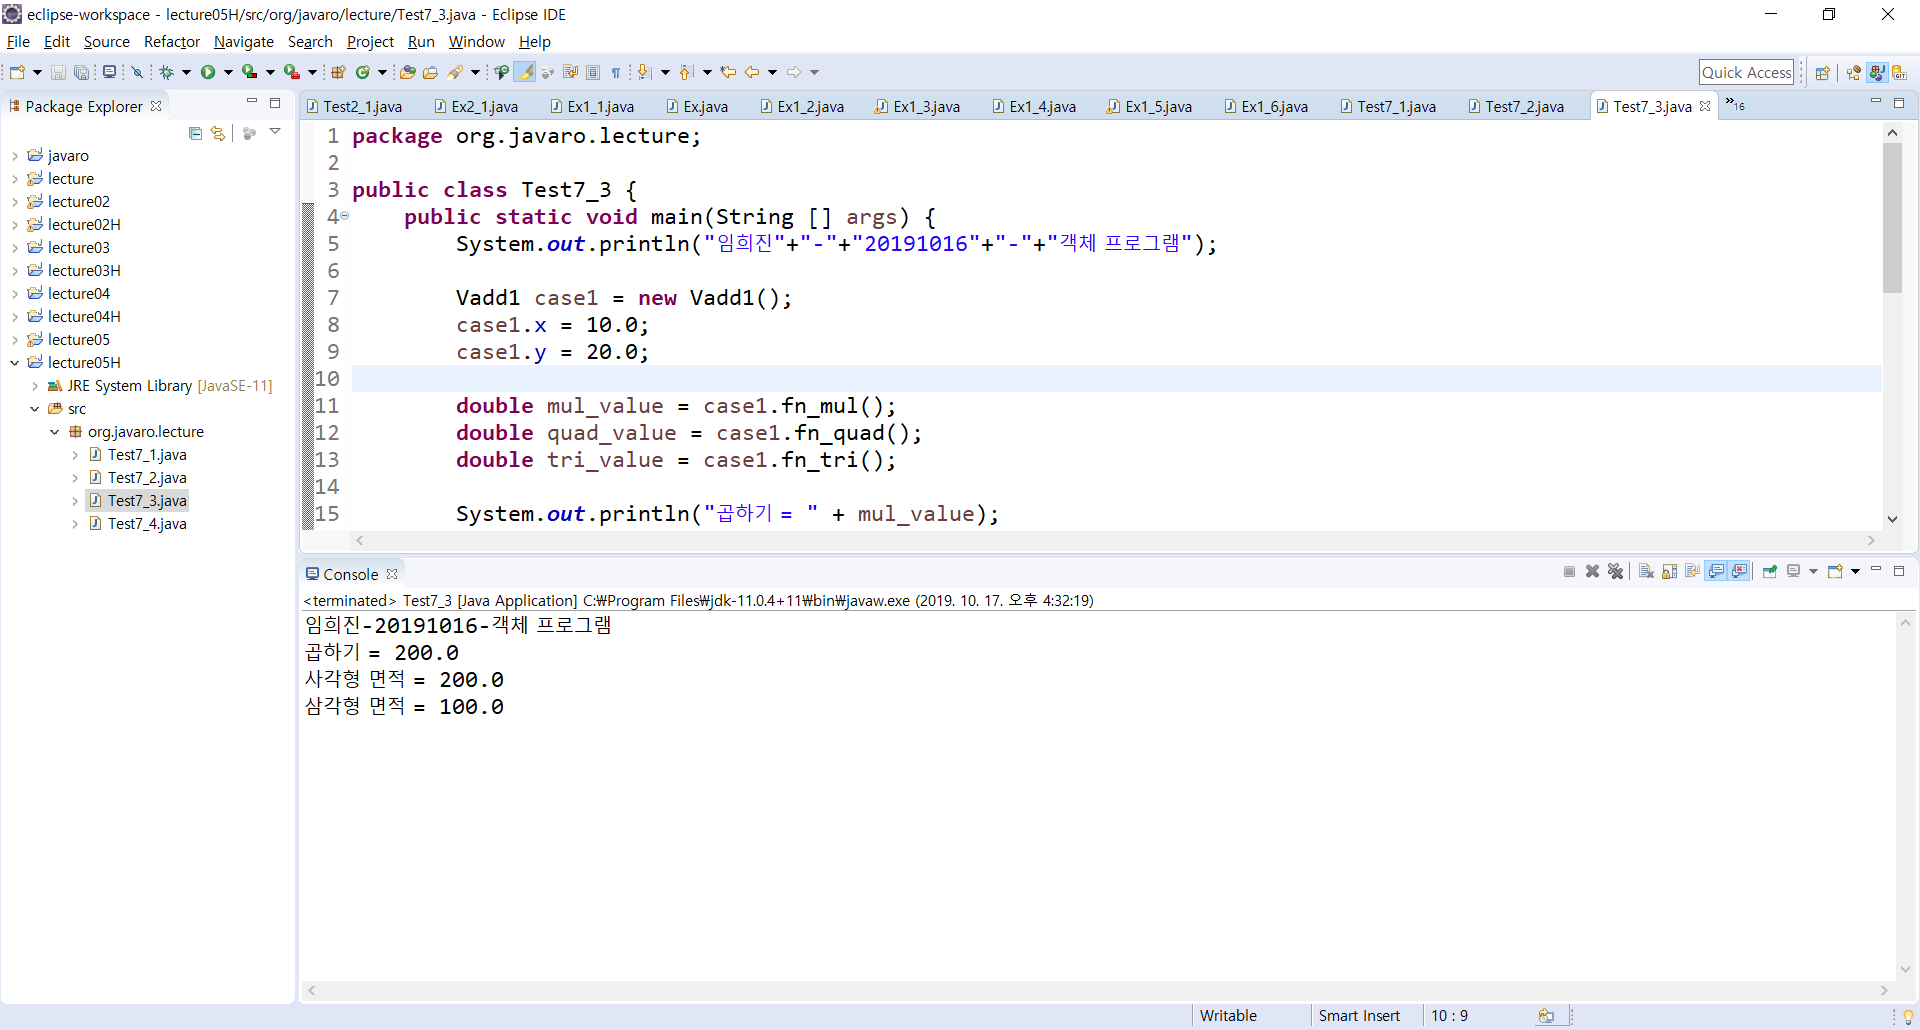 eclipse-workspace - lecture05H/src/org/javaro/lecture/Test7_3.java - Eclipse IDE
File Edit Source Refactor Navigate Search Project Run Window Help
Quick Access
Package Explorer
javaro
lecture
lecture02
lecture02H
lecture03
lecture03H
lecture04
lecture04H
lecture05
lecture05H
JRE System Library [JavaSE-11]
src
org.javaro.lecture
Test7_1.java
Test7_2.java
Test7_3.java
Test7_4.java
Test2_1.java Ex2_1.java Ex1_1.java Ex.java Ex1_2.java Ex1_3.java Ex1_4.java Ex1_5.java Ex1_6.java Test7_1.java Test7_2.java Test7_3.java »16
1 package org.javaro.lecture;
2
3 public class Test7_3 {
4 public static void main(String [] args) {
5 System.out.println("임희진"+"-"+"20191016"+"-"+"객체 프로그램");
6
7 Vadd1 case1 = new Vadd1();
8 case1.x = 10.0;
9 case1.y = 20.0;
10
11 double mul_value = case1.fn_mul();
12 double quad_value = case1.fn_quad();
13 double tri_value = case1.fn_tri();
14
15 System.out.println("곱하기 = " + mul_value);
Console
<terminated> Test7_3 [Java Application] C:₩Program Files₩jdk-11.0.4+11₩bin₩javaw.exe (2019. 10. 17. 오후 4:32:19)
임희진-20191016-객체 프로그램
곱하기 = 200.0
사각형 면적 = 200.0
삼각형 면적 = 100.0
Writable Smart Insert 10 : 9